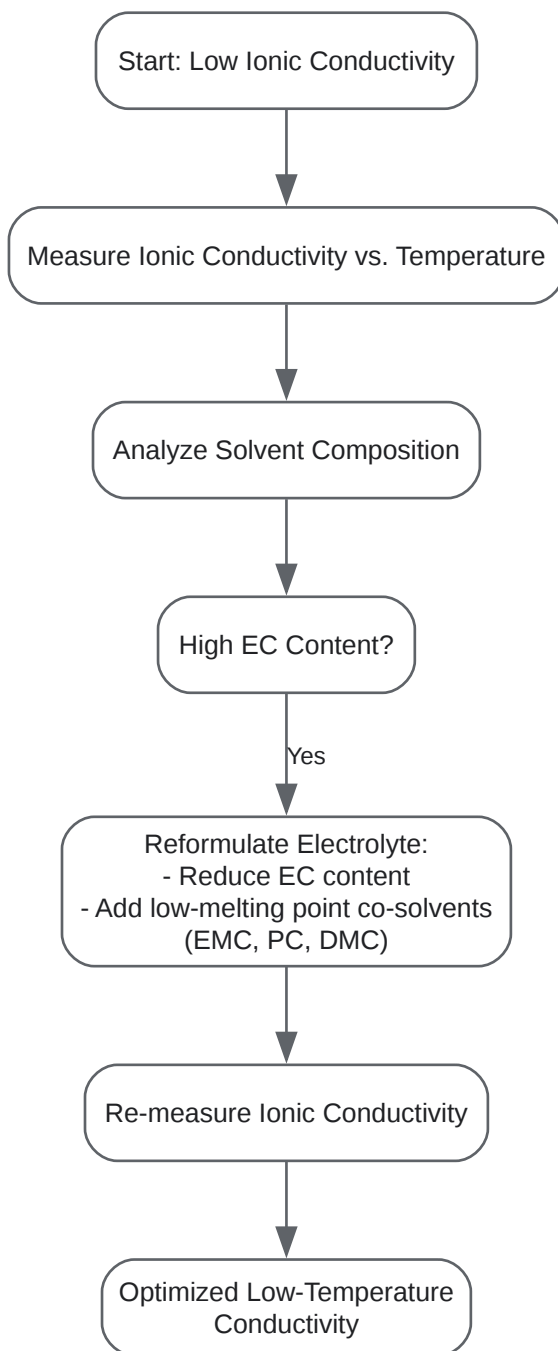 Start: Low Ionic Conductivity
Measure Ionic Conductivity vs. Temperature
Analyze Solvent Composition
High EC Content?
Yes
Reformulate Electrolyte:
- Reduce EC content
- Add low-melting point co-solvents
(EMC, PC, DMC)
Re-measure Ionic Conductivity
Optimized Low-Temperature
Conductivity